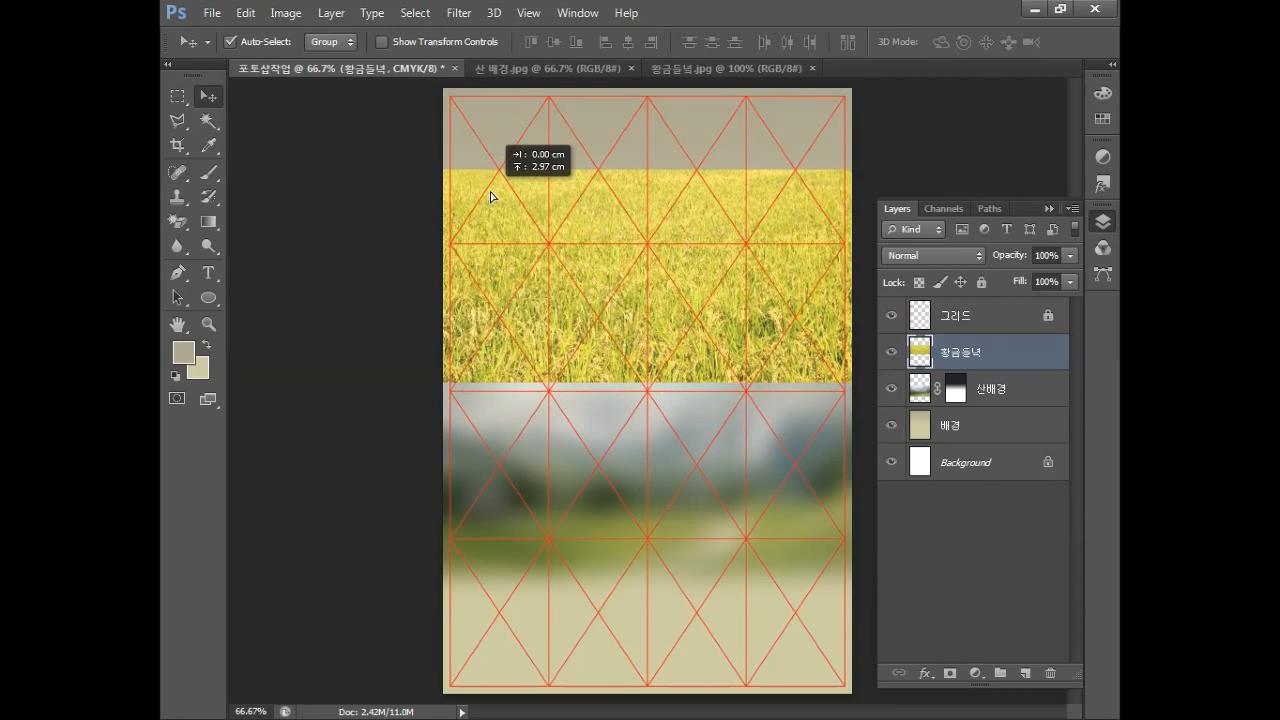 Ps File Edit Image Layer Type Select Filter 3D View Window Help
Auto-Select: Group Show Transform Controls 3D Mode:
포토샵작업 @ 66.7% (황금들녘, CMYK/8) * × 산 배경.jpg @ 66.7% (RGB/8#) × 황금들녘.jpg @ 100% (RGB/8#) ×
: 0.00 cm
: 2.97 cm
Layers Channels Paths
Kind
Normal Opacity: 100%
Lock: Fill: 100%
그리드
황금들녘
산배경
배경
Background
66.67% Doc: 2.42M/11.0M